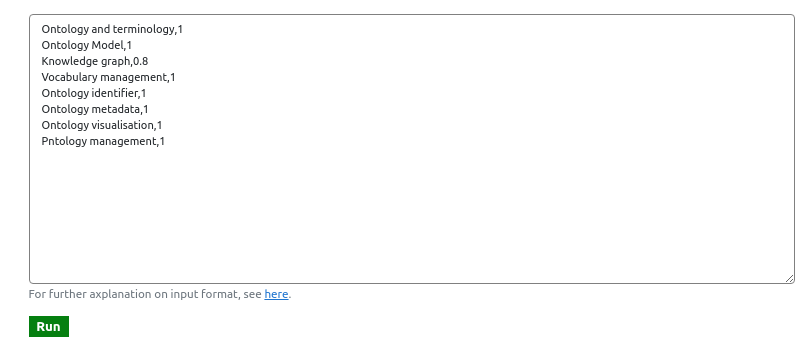 Ontology and terminology,1
Ontology Model,1
Knowledge graph,0.8
Vocabulary management,1
Ontology identifier,1
Ontology metadata,1
Ontology visualisation,1
Pntology management,1
For further axplanation on input format, see here.
Run